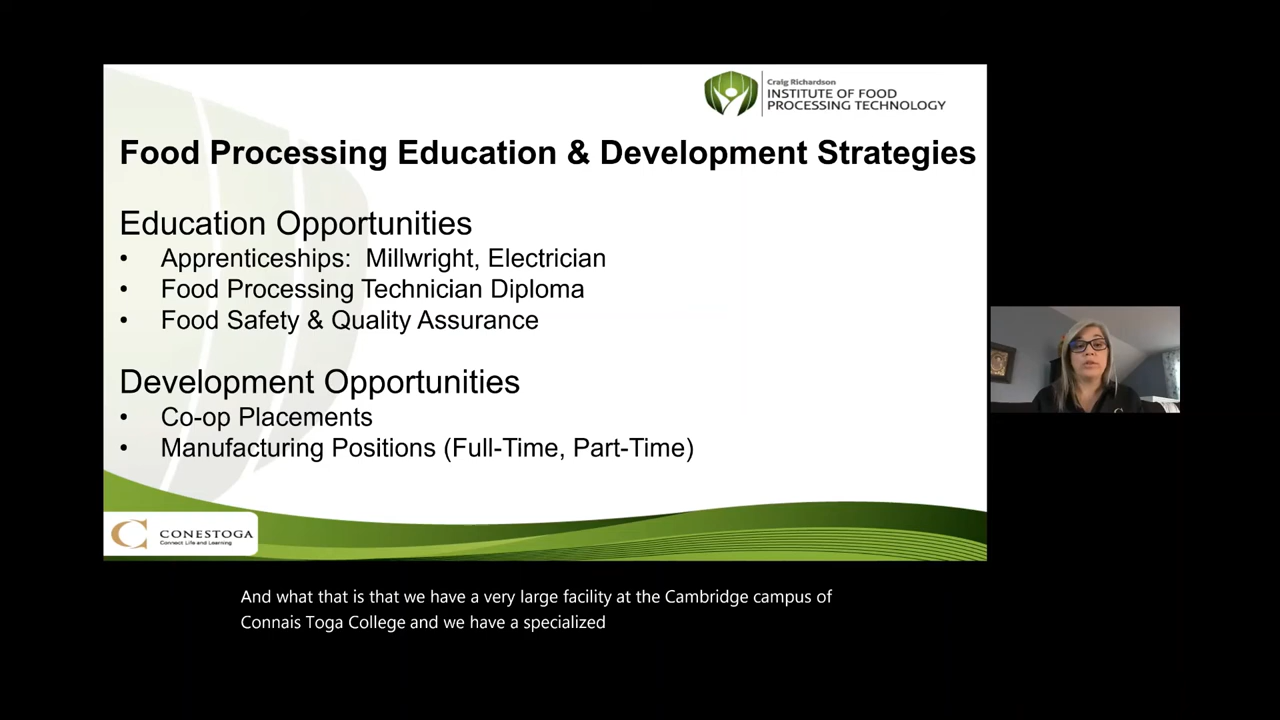 Craig Richardson
INSTITUTE OF FOOD
PROCESSING TECHNOLOGY
Food Processing Education & Development Strategies
Education Opportunities
• Apprenticeships: Millwright, Electrician
• Food Processing Technician Diploma
• Food Safety & Quality Assurance
Development Opportunities
• Co-op Placements
• Manufacturing Positions (Full-Time, Part-Time)
CONESTOGA
Connect Life and Learning
And what that is that we have a very large facility at the Cambridge campus of
Connais Toga College and we have a specialized